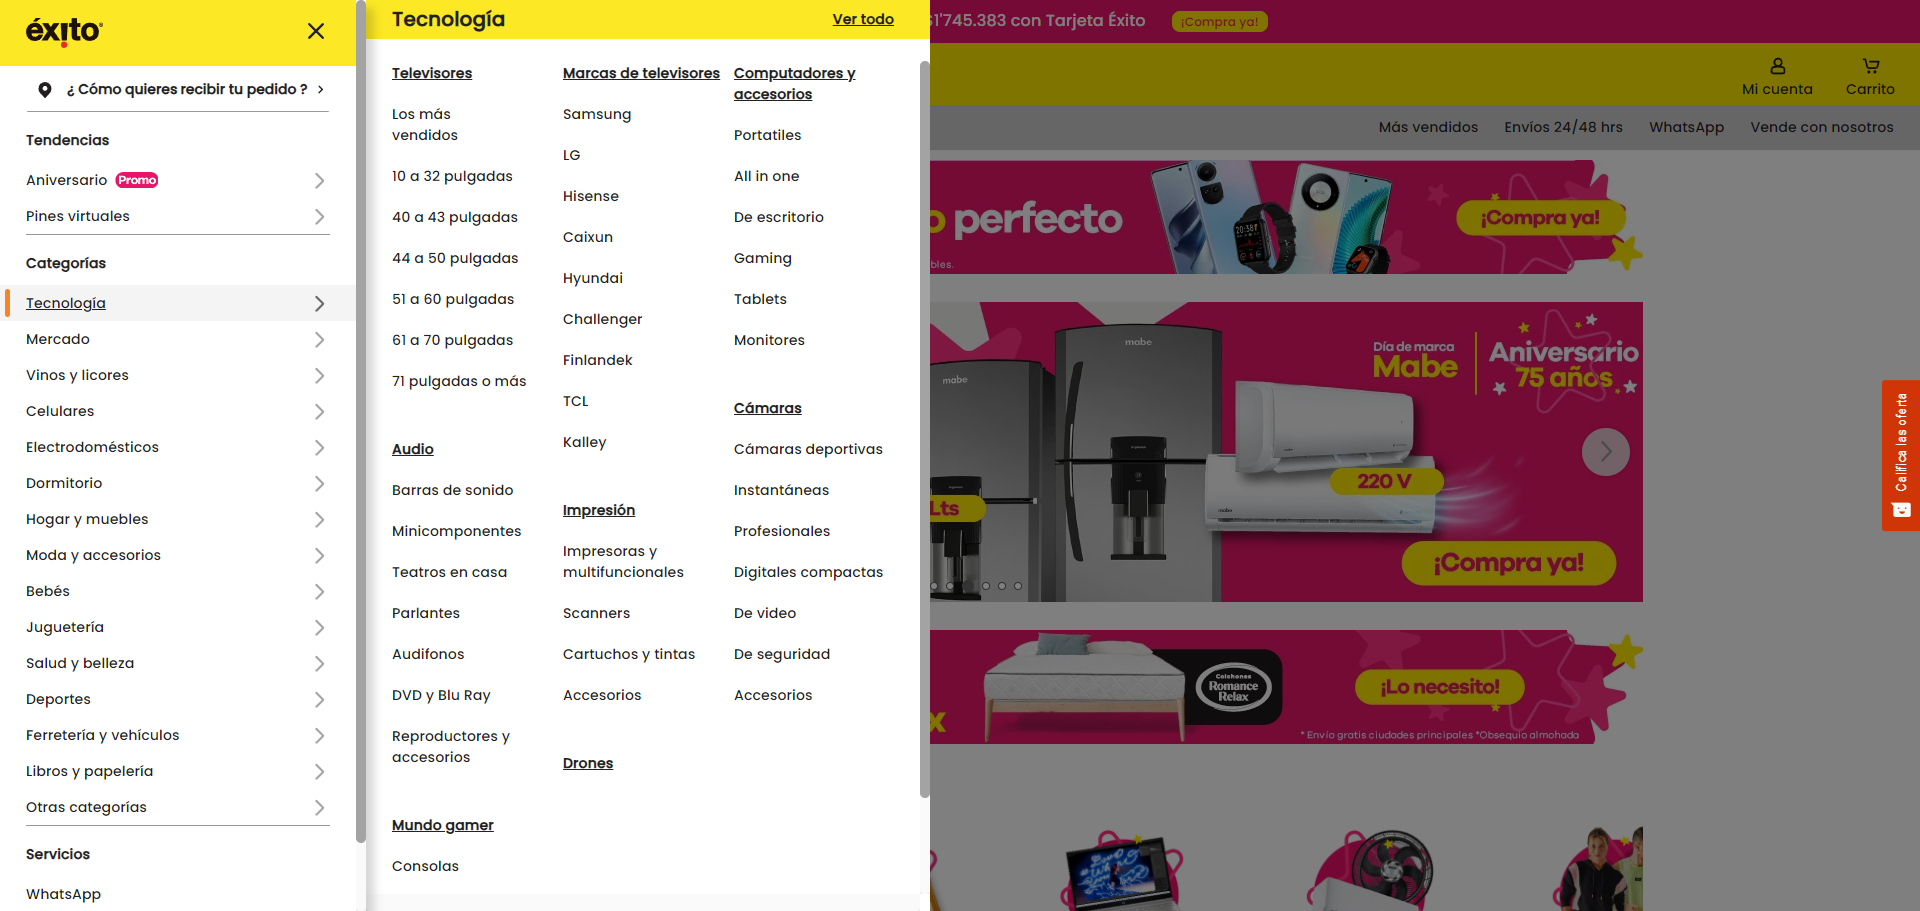 éxito
¿ Cómo quieres recibir tu pedido ?
Tendencias
Aniversario Promo
Pines virtuales
Categorías
Tecnología
Mercado
Vinos y licores
Celulares
Electrodomésticos
Dormitorio
Hogar y muebles
Moda y accesorios
Bebés
Juguetería
Salud y belleza
Deportes
Ferretería y vehículos
Libros y papelería
Otras categorías
Servicios
WhatsApp
Tecnología
Ver todo
Televisores
Los más
vendidos
10 a 32 pulgadas
40 a 43 pulgadas
44 a 50 pulgadas
51 a 60 pulgadas
61 a 70 pulgadas
71 pulgadas o más
Audio
Barras de sonido
Minicomponentes
Teatros en casa
Parlantes
Audifonos
DVD y Blu Ray
Reproductores y
accesorios
Mundo gamer
Consolas
Marcas de televisores
Samsung
LG
Hisense
Caixun
Hyundai
Challenger
Finlandek
TCL
Kalley
Impresión
Impresoras y
multifuncionales
Scanners
Cartuchos y tintas
Accesorios
Drones
Computadores y
accesorios
Portatiles
All in one
De escritorio
Gaming
Tablets
Monitores
Cámaras
Cámaras deportivas
Instantáneas
Profesionales
Digitales compactas
De video
De seguridad
Accesorios
$1'745.383 con Tarjeta Éxito
¡Compra ya!
Mi cuenta
Carrito
Más vendidos
Envíos 24/48 hrs
WhatsApp
Vende con nosotros
o perfecto
20:38
¡Compra ya!
bles.
mabe
mabe
Día de marca
Mabe
Aniversario
75 años
mabe
220 V
Lts
¡Compra ya!
Califica las oferta
x
Colchones
Romance
Relax
¡Lo necesito!
* Envío gratis ciudades principales *Obsequio almohada